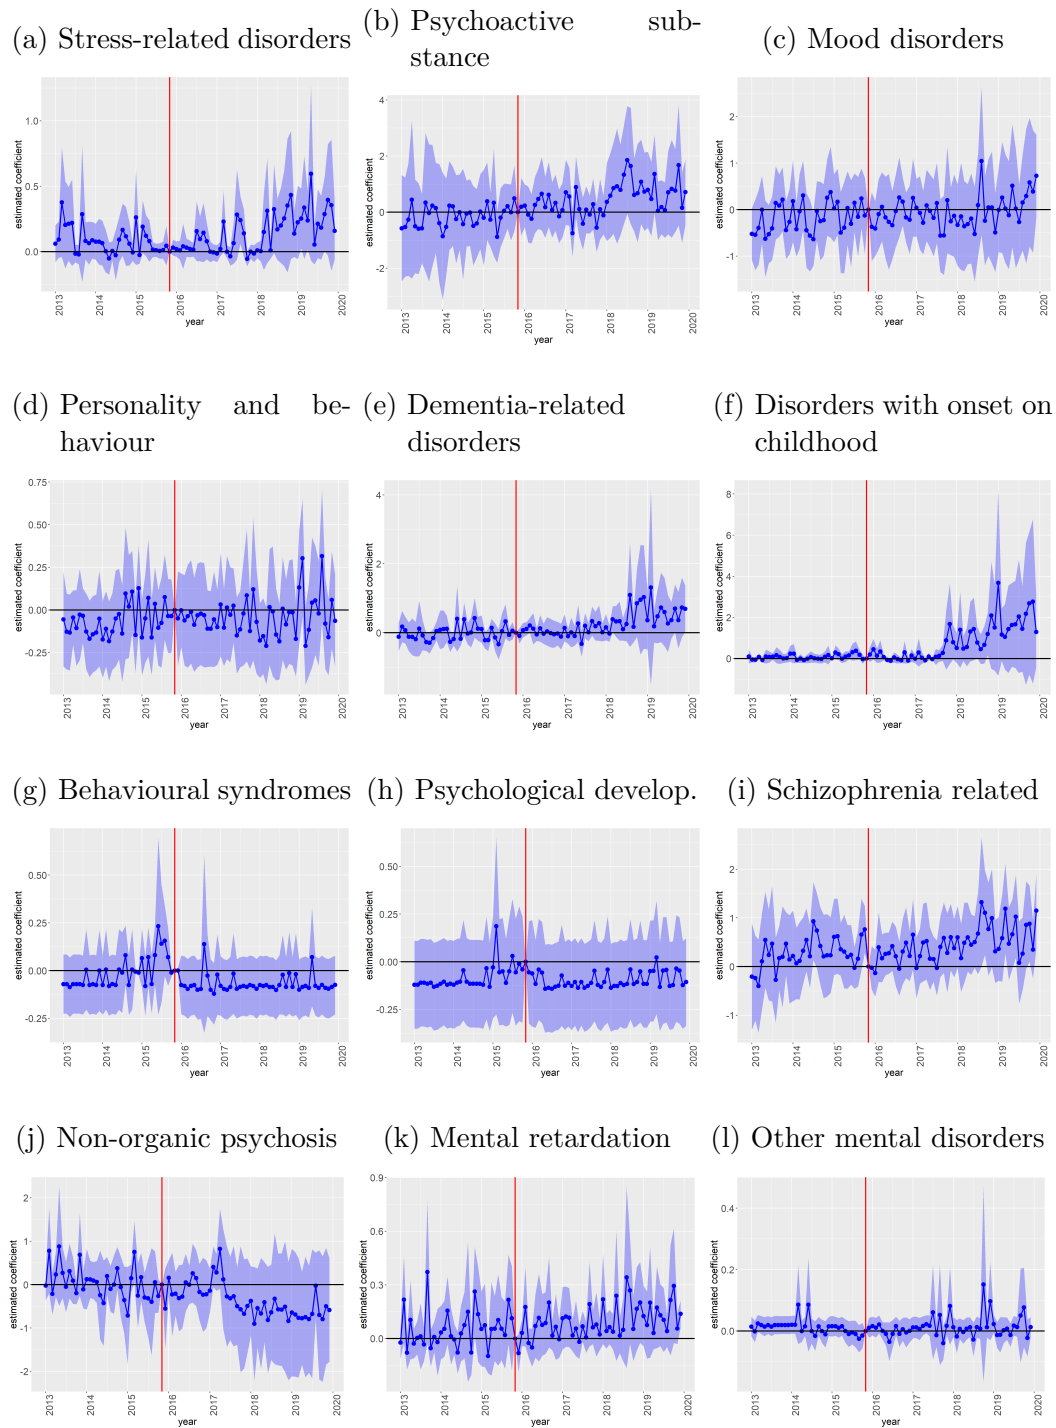 (a) Stress-related disorders
(b) Psychoactive sub-
stance
(c) Mood disorders
estimated coefficient
1.0
0.5
0.0
2013 2014 2015 2016 2017 2018 2019 2020
year
estimated coefficient
4
2
0
-2
2013 2014 2015 2016 2017 2018 2019 2020
year
estimated coefficient
2
1
0
-1
2013 2014 2015 2016 2017 2018 2019 2020
year
(d) Personality and be-
haviour
(e) Dementia-related
disorders
(f) Disorders with onset on
childhood
estimated coefficient
0.75
0.50
0.25
0.00
-0.25
2013 2014 2015 2016 2017 2018 2019 2020
year
estimated coefficient
4
2
0
2013 2014 2015 2016 2017 2018 2019 2020
year
estimated coefficient
8
6
4
2
0
2013 2014 2015 2016 2017 2018 2019 2020
year
(g) Behavioural syndromes
(h) Psychological develop.
(i) Schizophrenia related
estimated coefficient
0.50
0.25
0.00
-0.25
2013 2014 2015 2016 2017 2018 2019 2020
year
estimated coefficient
0.50
0.25
0.00
-0.25
2013 2014 2015 2016 2017 2018 2019 2020
year
estimated coefficient
2
1
0
-1
2013 2014 2015 2016 2017 2018 2019 2020
year
(j) Non-organic psychosis
(k) Mental retardation
(l) Other mental disorders
estimated coefficient
2
1
0
-1
-2
2013 2014 2015 2016 2017 2018 2019 2020
year
estimated coefficient
0.9
0.6
0.3
0.0
2013 2014 2015 2016 2017 2018 2019 2020
year
estimated coefficient
0.4
0.2
0.0
2013 2014 2015 2016 2017 2018 2019 2020
year